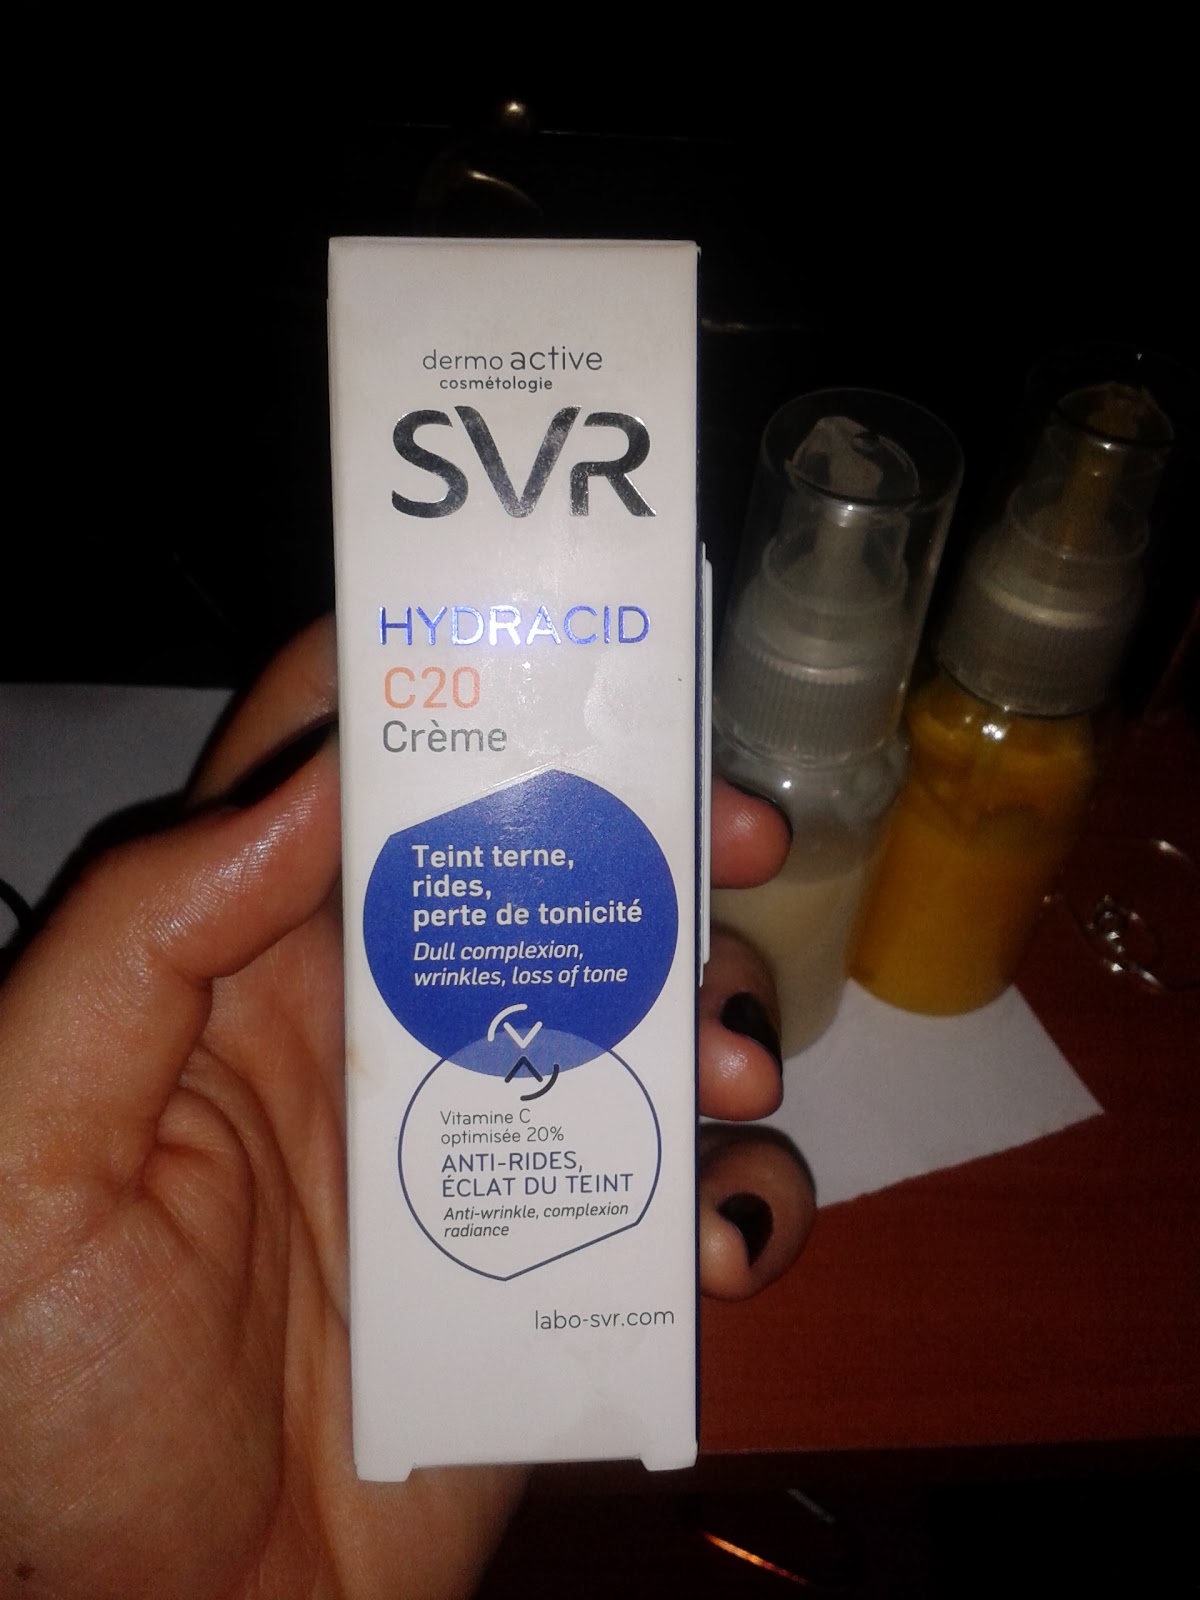 dermo active
cosmétologie
SVR
HYDRACID
C20
Crème
Teint terne,
rides,
perte de tonicité
Dull complexion,
wrinkles, loss of tone
Vitamine C
optimisée 20%
ANTI-RIDES,
ÉCLAT DU TEINT
Anti-wrinkle, complexion
radiance
labo-svr.com